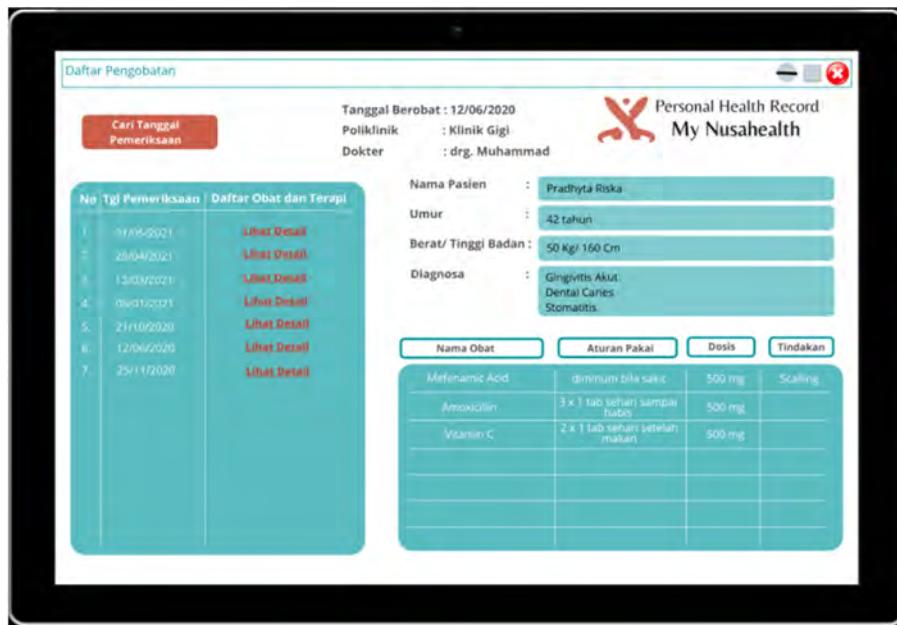 Daftar Pengobatan
Cari Tanggal
Pemeriksaan
Tanggal Berobat : 12/06/2020
Poliklinik : Klinik Gigi
Dokter : drg. Muhammad
Personal Health Record
My Nusahealth
No Tgl Pemeriksaan Daftar Obat dan Terapi
Lihat Detail
2. 28/04/2021 Lihat Detail
3. 13/03/2021 Lihat Detail
4. 09/01/2021 Lihat Detail
5. 21/10/2020 Lihat Detail
6. 12/06/2020 Lihat Detail
7. 25/11/2020 Lihat Detail
Nama Pasien : Pradhyta Riska
Umur : 42 tahun
Berat/ Tinggi Badan : 50 Kg/ 160 Cm
Diagnosa : Gingivitis Akut
Dental Caries
Stomatitis
Nama Obat Aturan Pakai Dosis Tindakan
Mefenamic Acid diminum bila sakit 500 mg Scalling
Amoxicillin 3 x 1 tab sehari sampai habis 500 mg
Vitamin C 2 x 1 tab sehari setelah makan 500 mg